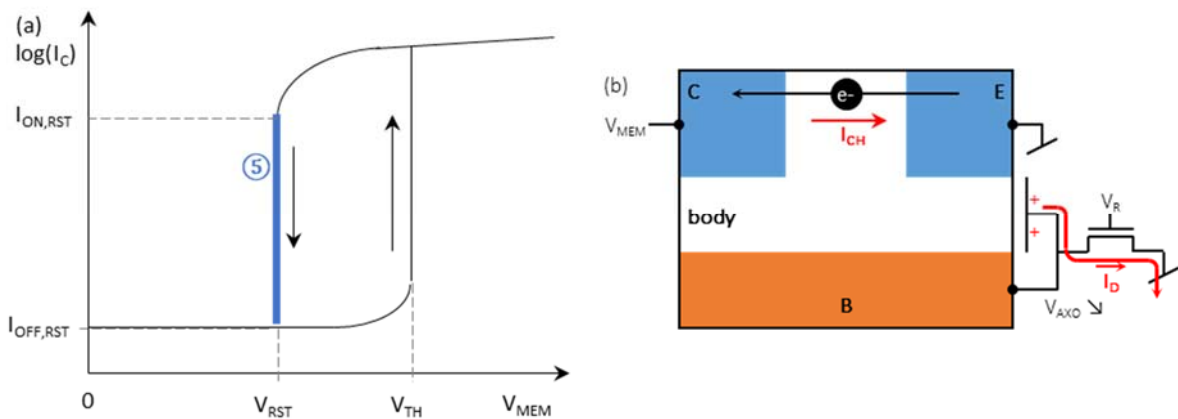 (a)
log(I_C)
I_ON,RST
⑤
I_OFF,RST
0
V_RST
V_TH
V_MEM
(b)
C
e-
E
V_MEM
I_CH
body
+
+
V_R
I_D
B
V_AXO ↘